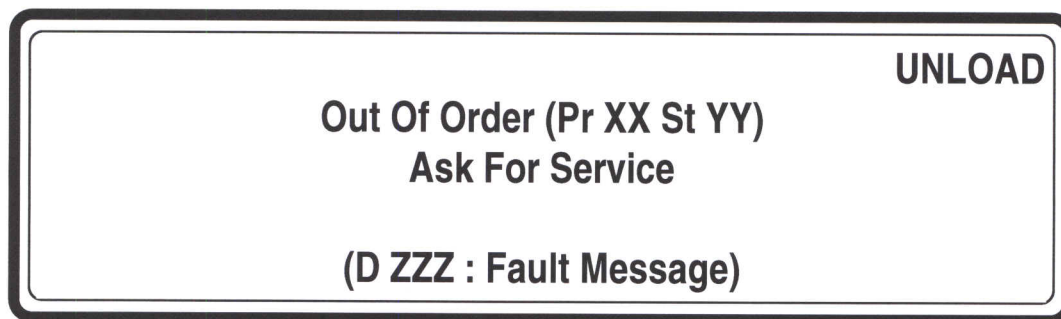 UNLOAD
Out Of Order (Pr XX St YY)
Ask For Service
(D ZZZ : Fault Message)